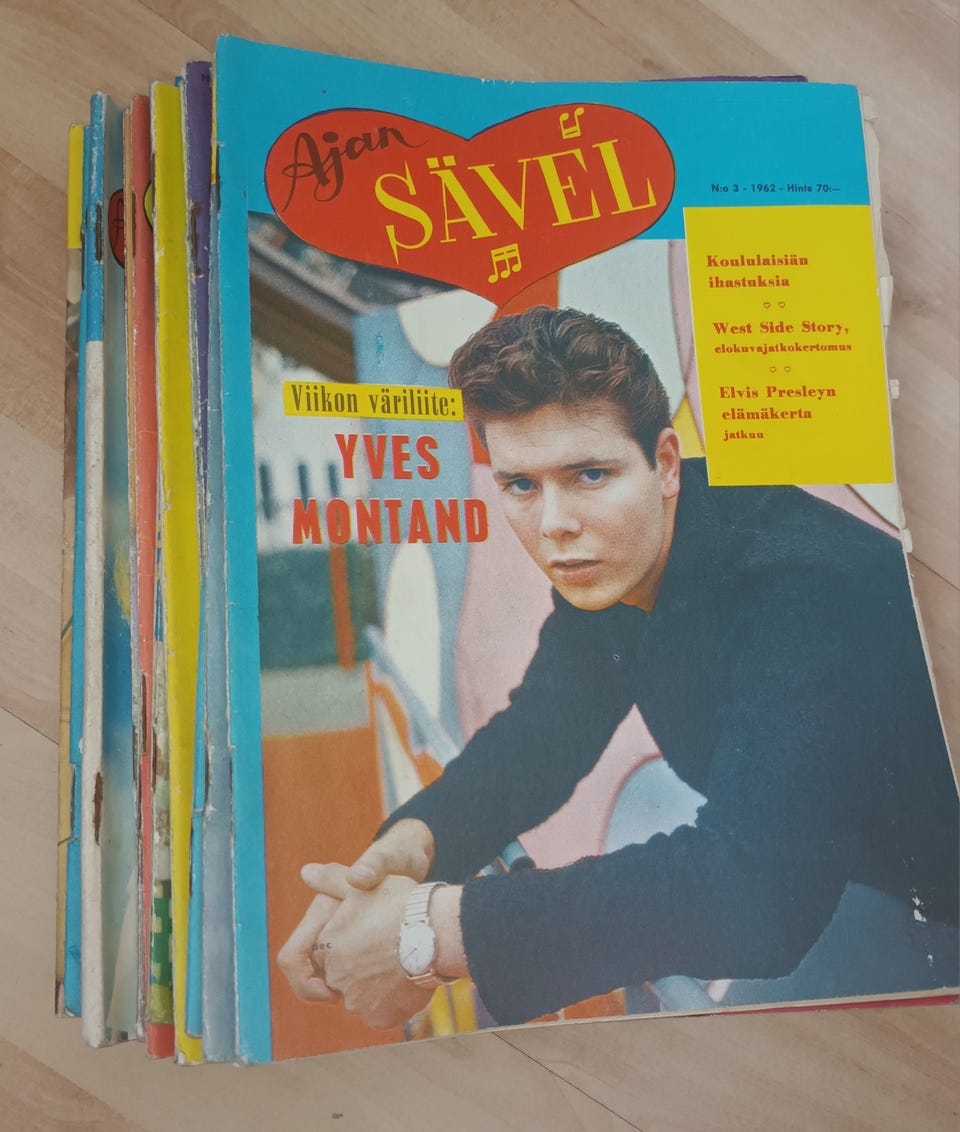 Ajan
SÄVEL
N:o 3 - 1962 - Hinta 70:—
Koululaisiän
ihastuksia
West Side Story,
elokuvajatkokertomus
Elvis Presleyn
elämäkerta
jatkuu
Viikon väriliite:
YVES
MONTAND
dec